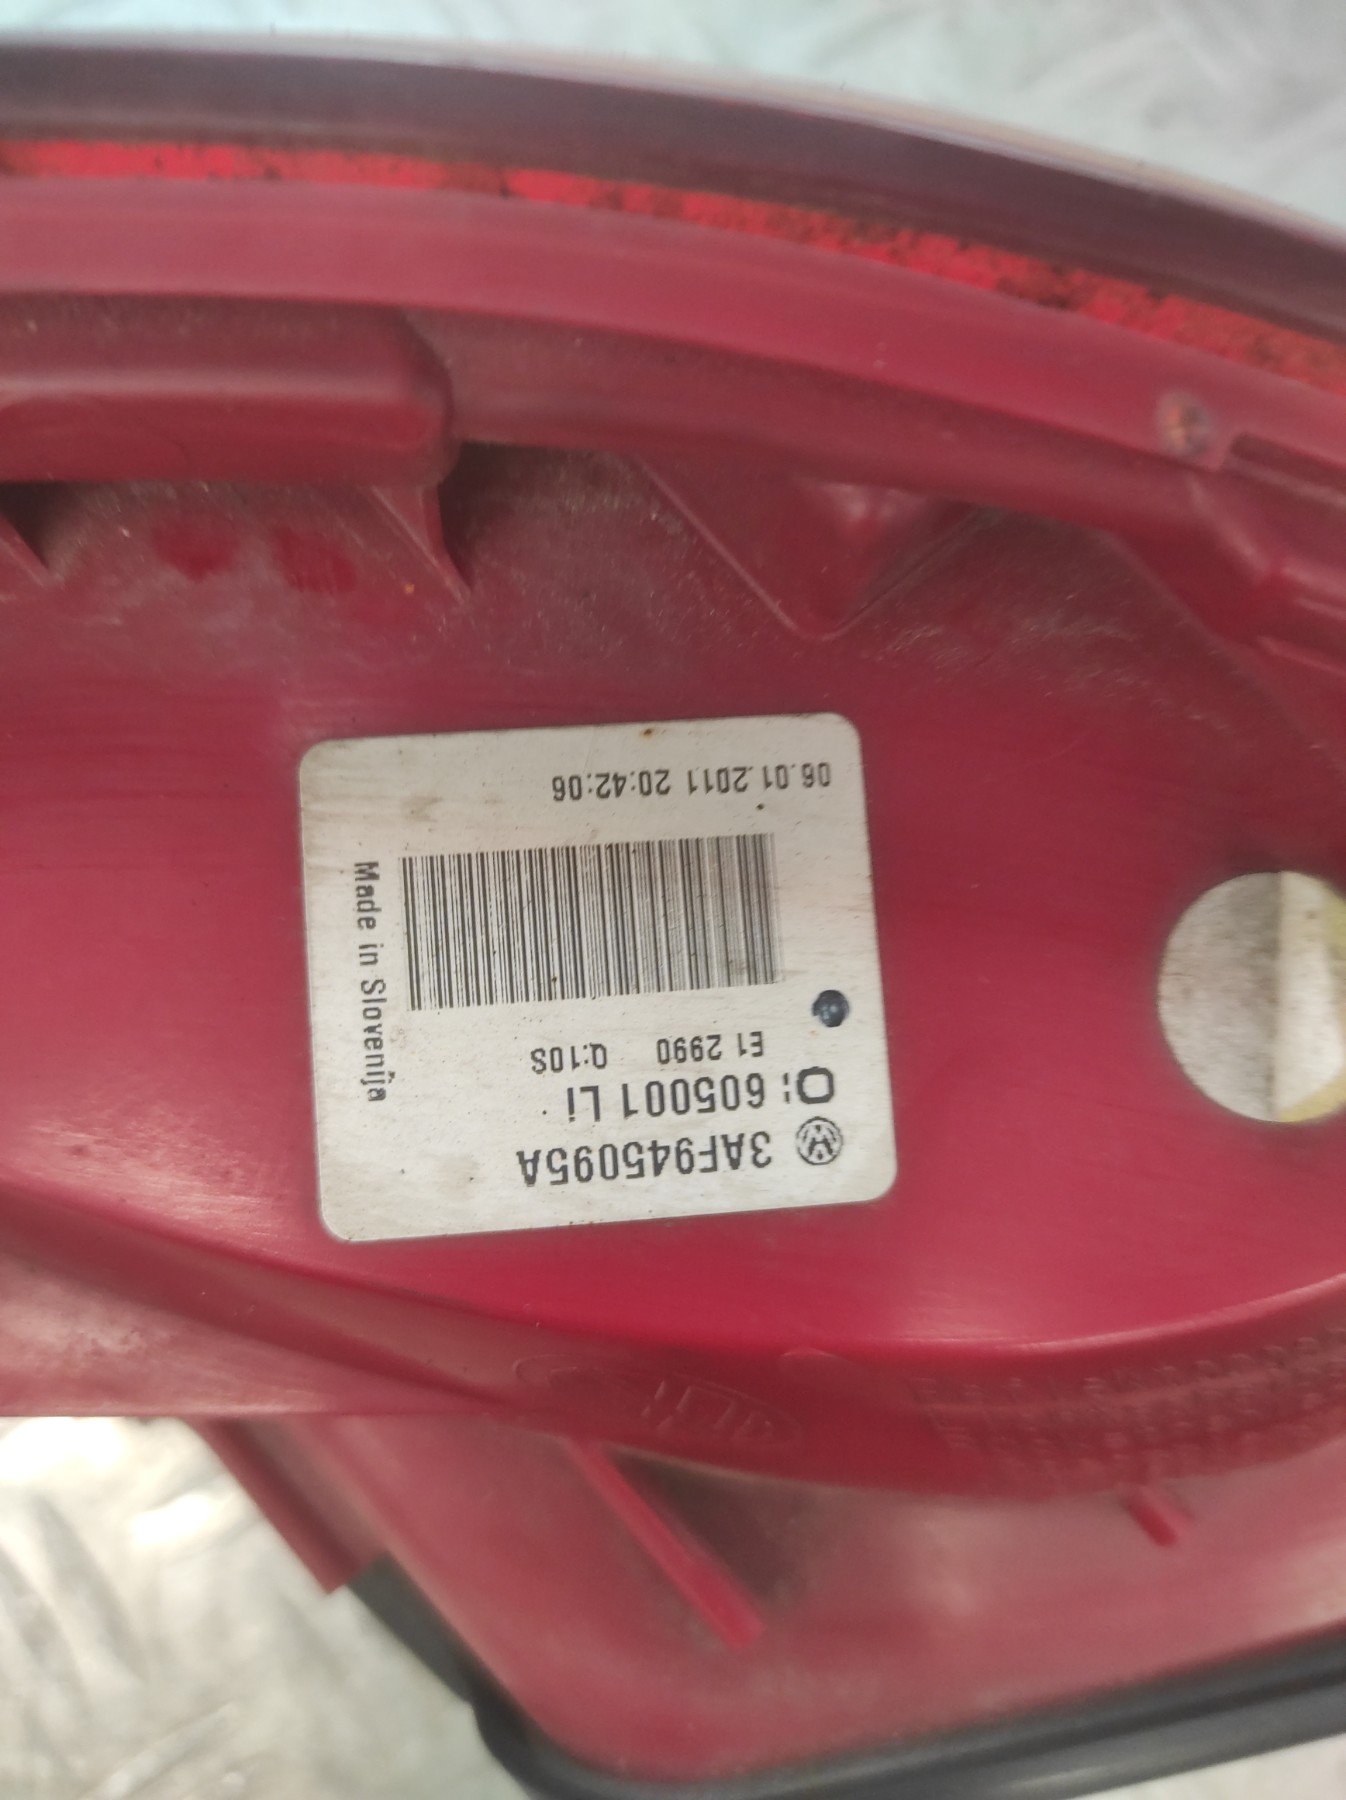 3AF945095A
Q: 605001 Li
E1 2990 Q:10S
06.01.2011 20:42:06
Made in Slovenija